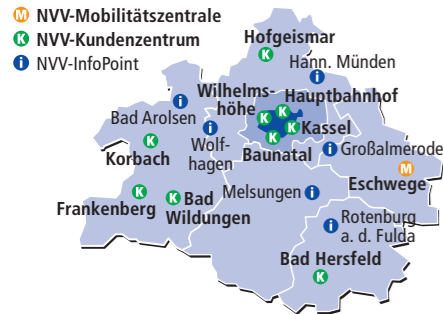 M NVV-Mobilitätszentrale
K NVV-Kundenzentrum
i NVV-InfoPoint
Hofgeismar
K
Hann. Münden
i
Wilhelms-
höhe
Hauptbahnhof
K
K
K
Kassel
K
Baunatal
i
Bad Arolsen
i
Wolf-
hagen
K
Korbach
i
Großalmerode
M
Eschwege
K
Frankenberg
K
Bad
Wildungen
Melsungen
i
i
Rotenburg
a. d. Fulda
Bad Hersfeld
K